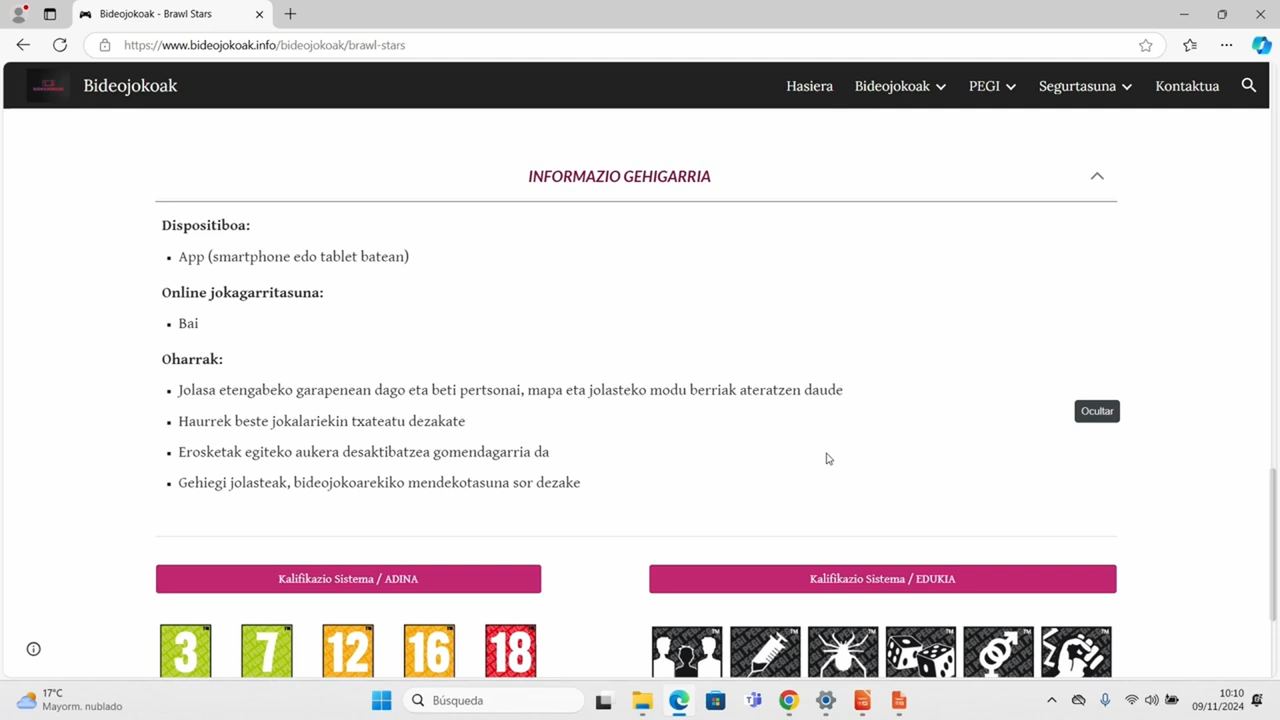 Bideojokoak - Brawl Stars
https://www.bideojokoak.info/bideojokoak/brawl-stars
Bideojokoak
Hasiera
Bideojokoak
PEGI
Segurtasuna
Kontaktua
INFORMAZIO GEHIGARRIA
Dispositiboa:
App (smartphone edo tablet batean)
Online jokagarritasuna:
Bai
Oharrak:
Jolasa etengabeko garapenean dago eta beti pertsonai, mapa eta jolasteko modu berriak ateratzen daude
Haurrek beste jokalariekin txateatu dezakete
Ocultar
Erosketak egiteko aukera desaktibatzea gomendagarria da
Gehiegi jolasteak, bideojokoarekiko mendekotasuna sor dezake
Kalifikazio Sistema / ADINA
Kalifikazio Sistema / EDUKIA
3
7
12
16
18
17°C
Mayorm. nublado
Búsqueda
10:10
09/11/2024